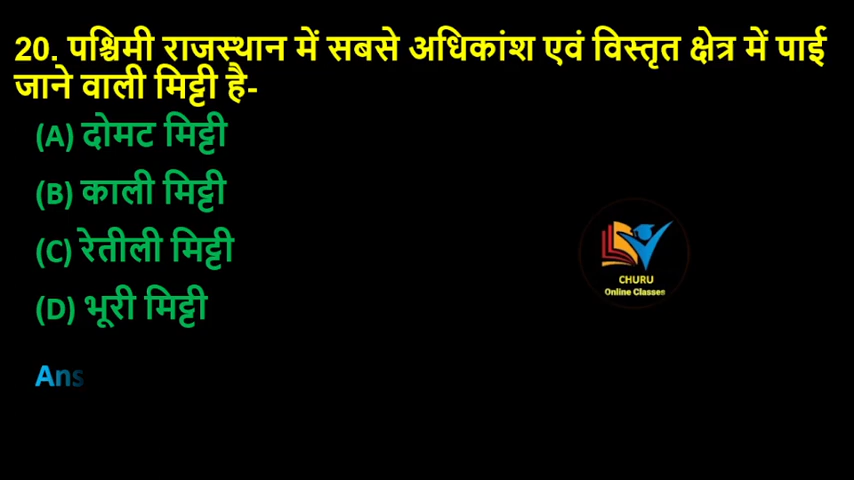 20. पश्चिमी राजस्थान में सबसे अधिकांश एवं विस्तृत क्षेत्र में पाई
जाने वाली मिट्टी है-
(A) दोमट मिट्टी
(B) काली मिट्टी
(C) रेतीली मिट्टी
(D) भूरी मिट्टी
Ans
CHURU
Online Classes